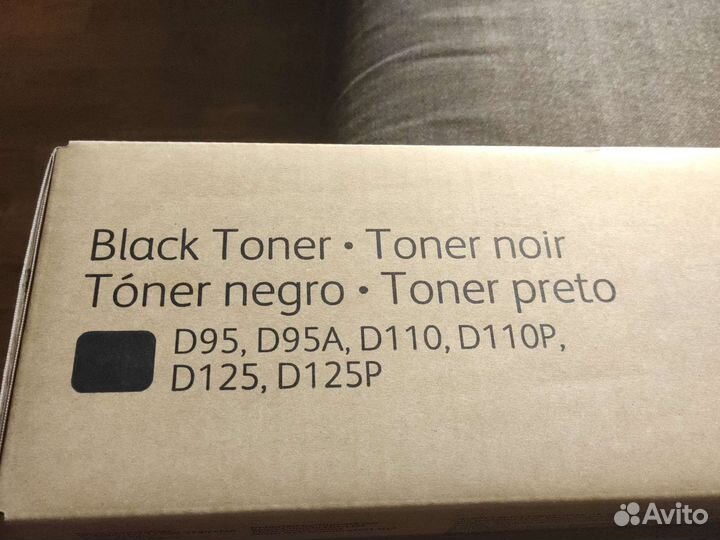 Black Toner • Toner noir
Tóner negro • Toner preto
D95, D95A, D110, D110P,
D125, D125P
Avito